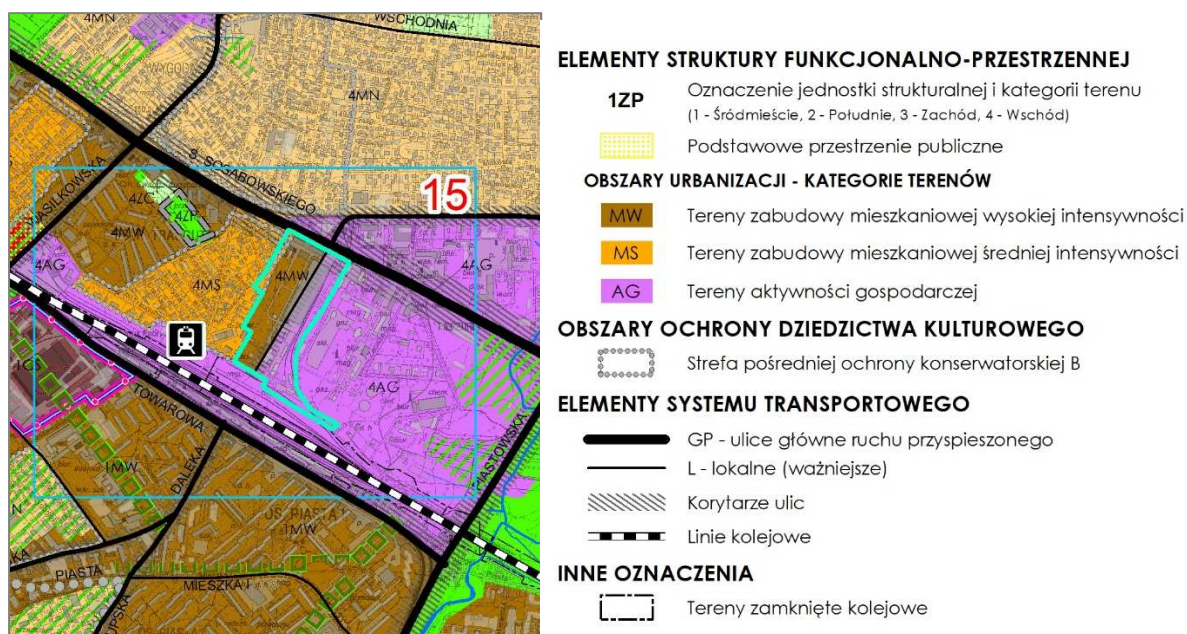 4MN
WSCHODNIA
WYGODA
4MN
4MN
WASILKOWSKA
S. SOSABOWSKIEGO
15
4ZC
4ZP
4MW
4AG
4MW
4AG
4MS
4AG
TOWAROWA
DALEKA
PIASTOWSKA
1MW
OS. PIASTA I
1MW
PIASTA
MIESZKA I
ELEMENTY STRUKTURY FUNKCJONALNO-PRZESTRZENNEJ
1ZP Oznaczenie jednostki strukturalnej i kategorii terenu
(1 - Śródmieście, 2 - Południe, 3 - Zachód, 4 - Wschód)
Podstawowe przestrzenie publiczne
OBSZARY URBANIZACJI - KATEGORIE TERENÓW
MW Tereny zabudowy mieszkaniowej wysokiej intensywności
MS Tereny zabudowy mieszkaniowej średniej intensywności
AG Tereny aktywności gospodarczej
OBSZARY OCHRONY DZIEDZICTWA KULTUROWEGO
Strefa pośredniej ochrony konserwatorskiej B
ELEMENTY SYSTEMU TRANSPORTOWEGO
GP - ulice główne ruchu przyspieszonego
L - lokalne (ważniejsze)
Korytarze ulic
Linie kolejowe
INNE OZNACZENIA
Tereny zamknięte kolejowe